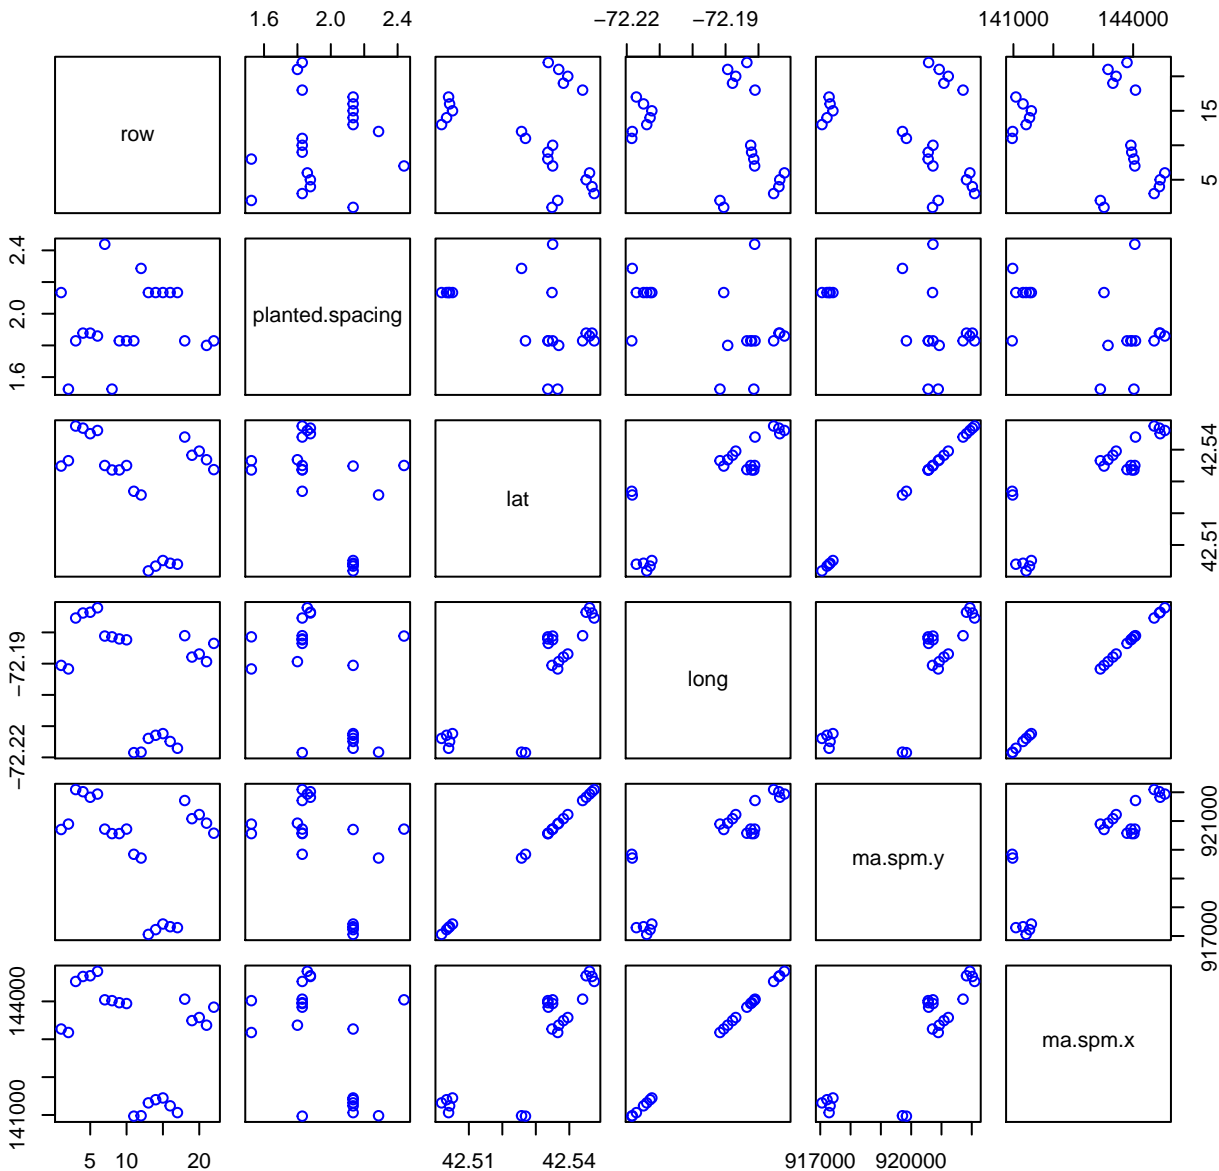 1.6 2.0 2.4 −72.22 −72.19 141000 144000
row 5 15
1.6 2.0 2.4 planted.spacing
lat 42.51 42.54
−72.22 −72.19 long
ma.spm.y 917000 921000
141000 144000 ma.spm.x
5 10 20 42.51 42.54 917000 920000